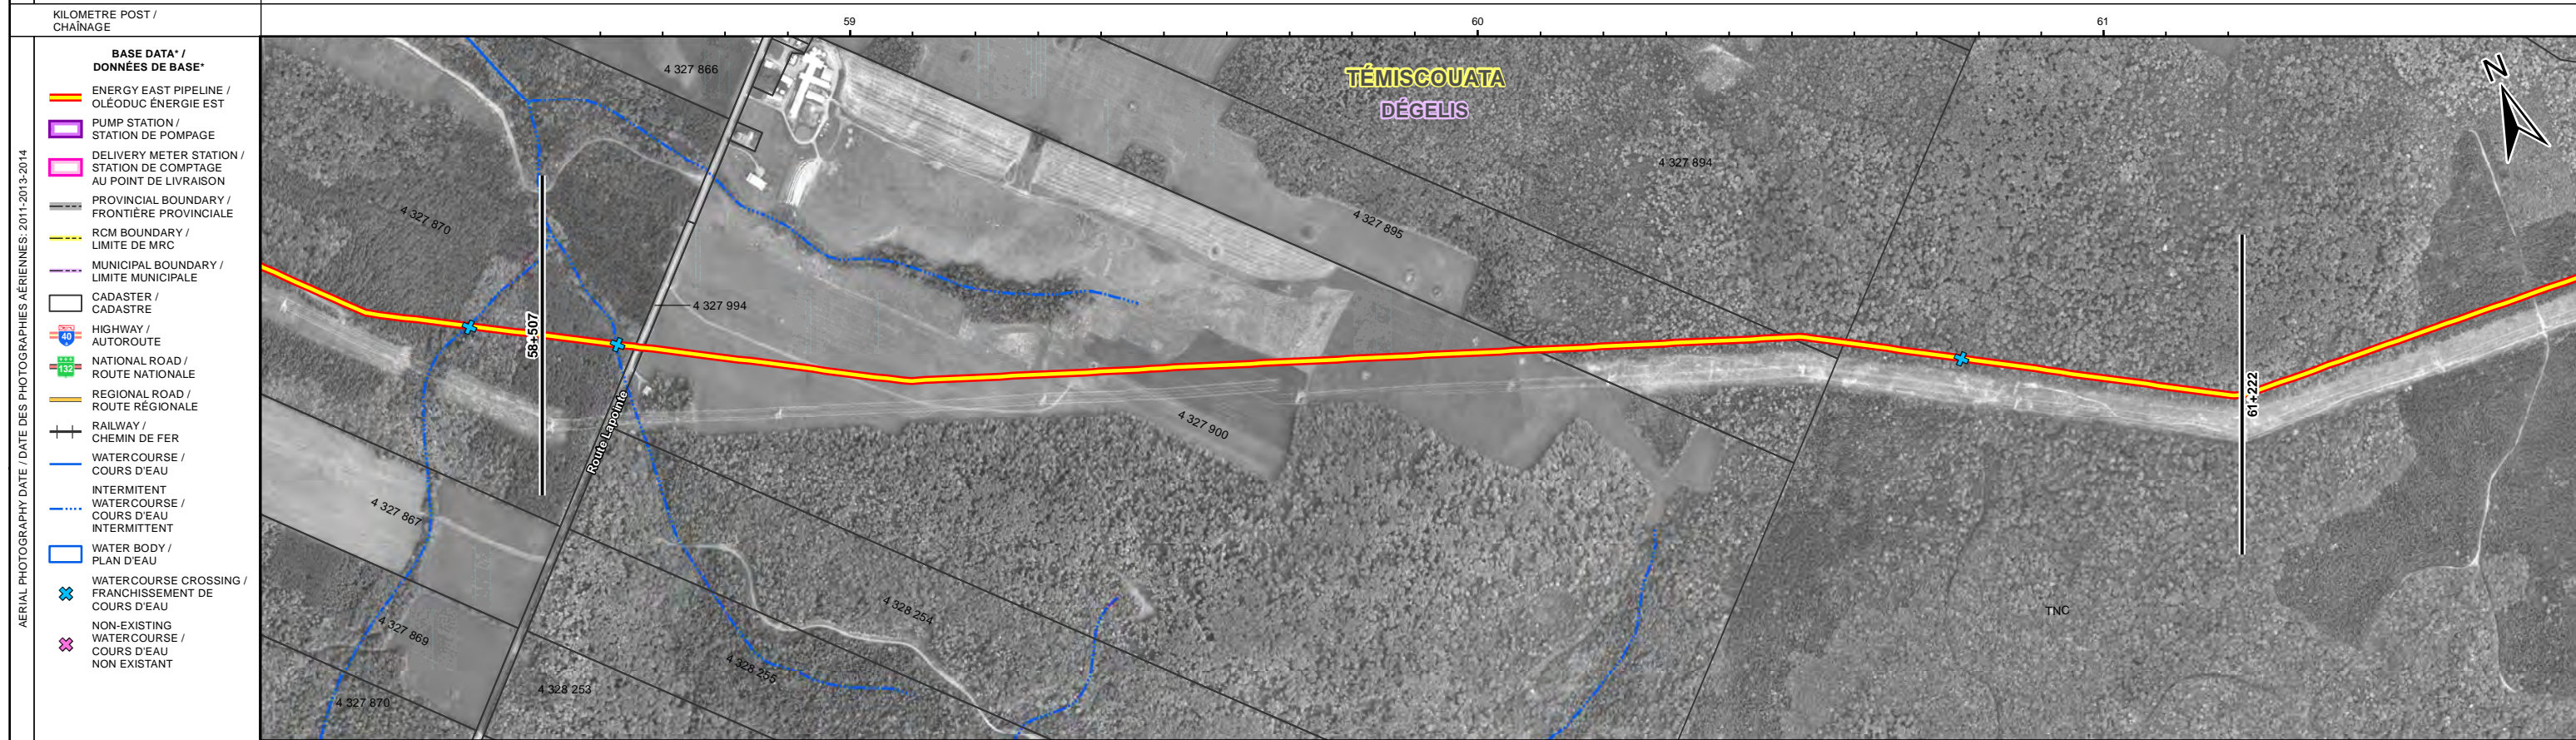 KILOMETRE POST /
CHAÎNAGE
59
60
61
AERIAL PHOTOGRAPHY DATE / DATE DES PHOTOGRAPHIES AÉRIENNES: 2011-2013-2014
BASE DATA* /
DONNÉES DE BASE*
ENERGY EAST PIPELINE /
OLÉODUC ÉNERGIE EST
PUMP STATION /
STATION DE POMPAGE
DELIVERY METER STATION /
STATION DE COMPTAGE
AU POINT DE LIVRAISON
PROVINCIAL BOUNDARY /
FRONTIÈRE PROVINCIALE
RCM BOUNDARY /
LIMITE DE MRC
MUNICIPAL BOUNDARY /
LIMITE MUNICIPALE
CADASTER /
CADASTRE
40
HIGHWAY /
AUTOROUTE
132
NATIONAL ROAD /
ROUTE NATIONALE
REGIONAL ROAD /
ROUTE RÉGIONALE
RAILWAY /
CHEMIN DE FER
WATERCOURSE /
COURS D'EAU
INTERMITENT
WATERCOURSE /
COURS D'EAU
INTERMITTENT
WATER BODY /
PLAN D'EAU
WATERCOURSE CROSSING /
FRANCHISSEMENT DE
COURS D'EAU
NON-EXISTING
WATERCOURSE /
COURS D'EAU
NON EXISTANT
4 327 866
TÉMISCOUATA
DÉGELIS
N
4 327 894
4 327 870
4 327 895
4 327 994
58+507
61+222
Route Lapointe
4 327 900
4 327 867
4 328 254
TNC
4 327 869
4 328 255
4 328 253
4 327 870